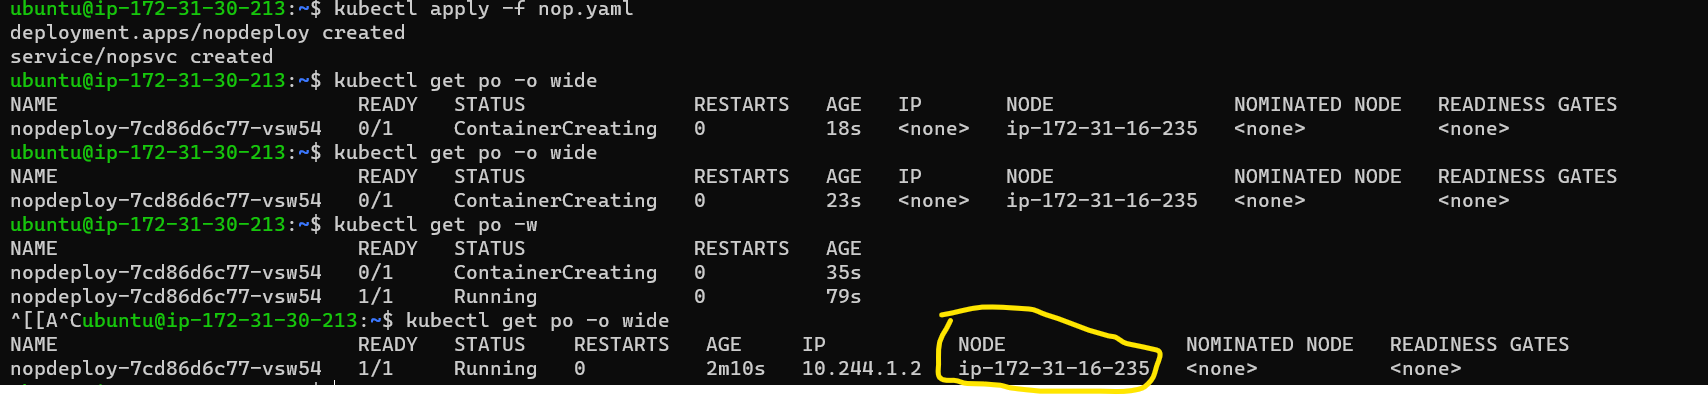 ubuntu@ip-172-31-30-213:~$ kubectl apply -f nop.yaml
deployment.apps/nopdeploy created
service/nopsvc created
ubuntu@ip-172-31-30-213:~$ kubectl get po -o wide
NAME READY STATUS RESTARTS AGE IP NODE NOMINATED NODE READINESS GATES
nopdeploy-7cd86d6c77-vsw54 0/1 ContainerCreating 0 18s <none> ip-172-31-16-235 <none> <none>
ubuntu@ip-172-31-30-213:~$ kubectl get po -o wide
NAME READY STATUS RESTARTS AGE IP NODE NOMINATED NODE READINESS GATES
nopdeploy-7cd86d6c77-vsw54 0/1 ContainerCreating 0 23s <none> ip-172-31-16-235 <none> <none>
ubuntu@ip-172-31-30-213:~$ kubectl get po -w
NAME READY STATUS RESTARTS AGE
nopdeploy-7cd86d6c77-vsw54 0/1 ContainerCreating 0 35s
nopdeploy-7cd86d6c77-vsw54 1/1 Running 0 79s
^[[A^Cubuntu@ip-172-31-30-213:~$ kubectl get po -o wide
NAME READY STATUS RESTARTS AGE IP NODE NOMINATED NODE READINESS GATES
nopdeploy-7cd86d6c77-vsw54 1/1 Running 0 2m10s 10.244.1.2 ip-172-31-16-235 <none> <none>